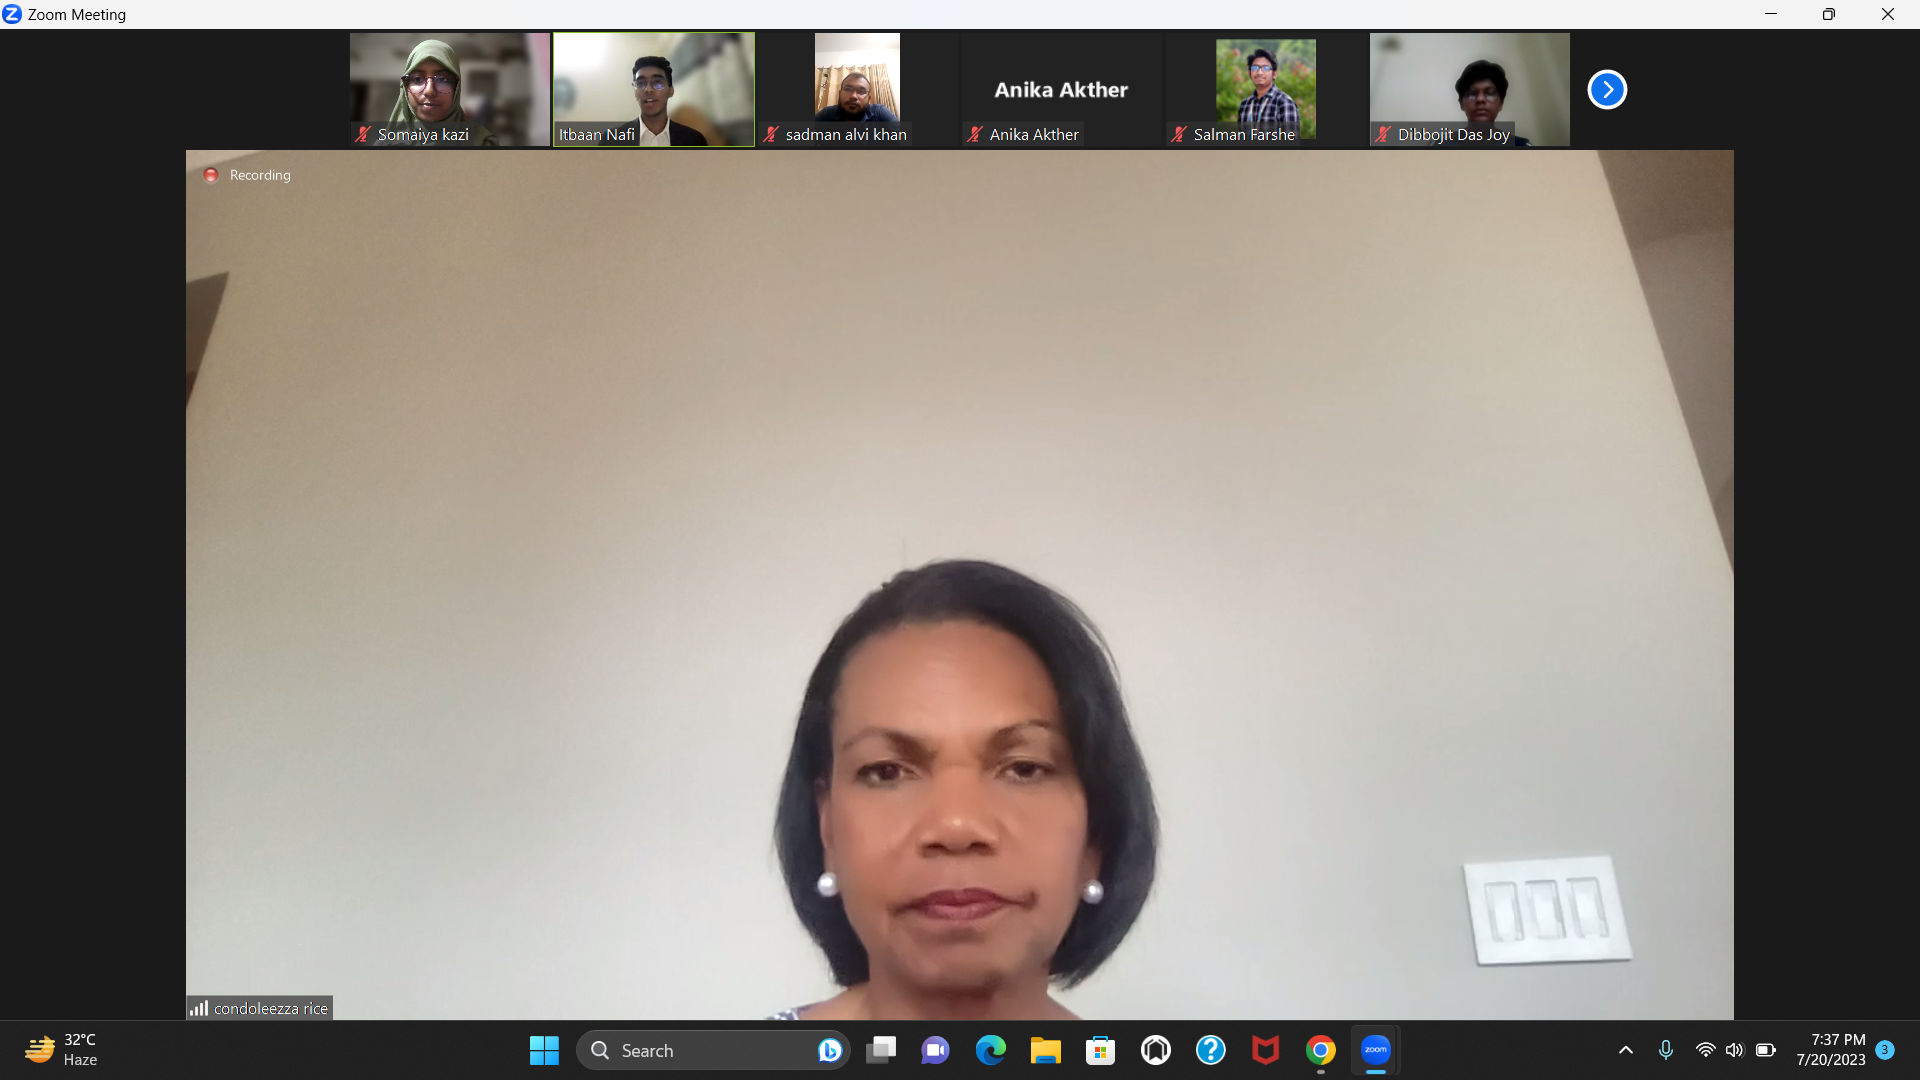 Zoom Meeting
Somaiya kazi
Itbaan Nafi
sadman alvi khan
Anika Akther
Anika Akther
Salman Farshe
Dibbojit Das Joy
Recording
condoleezza rice
32°C
Haze
Search
zoom
7:37 PM
7/20/2023
3